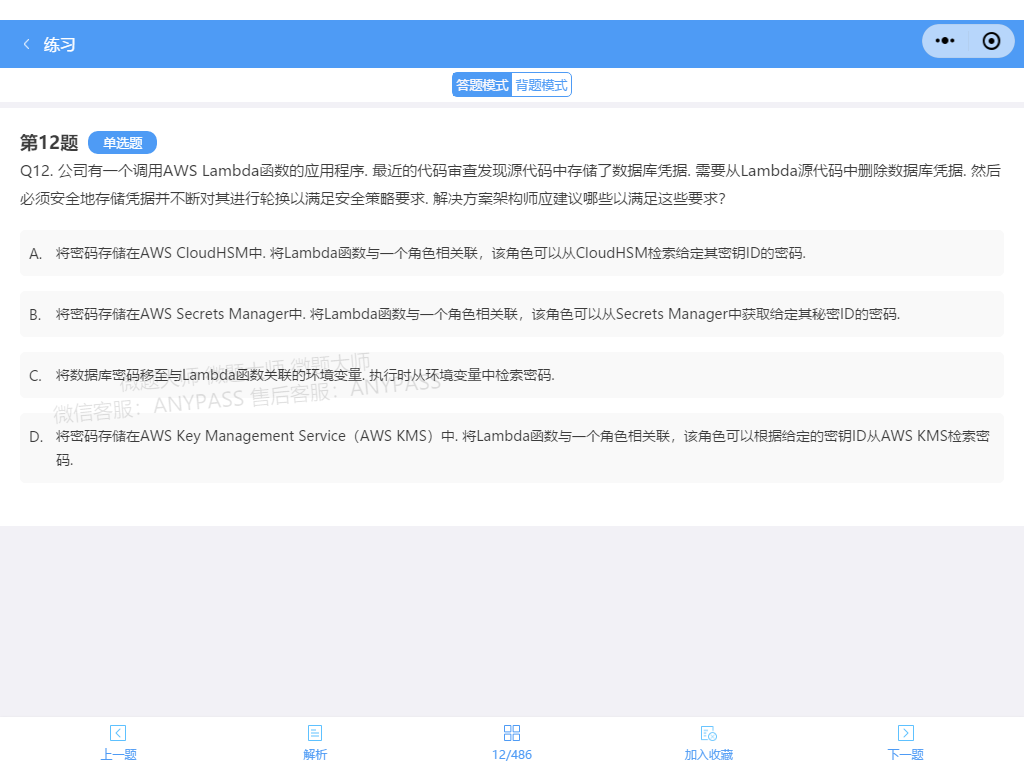 练习
答题模式 背题模式
第12题 单选题
Q12. 公司有一个调用AWS Lambda函数的应用程序. 最近的代码审查发现源代码中存储了数据库凭据. 需要从Lambda源代码中删除数据库凭据. 然后
必须安全地存储凭据并不断对其进行轮换以满足安全策略要求. 解决方案架构师应建议哪些以满足这些要求?
A. 将密码存储在AWS CloudHSM中. 将Lambda函数与一个角色相关联，该角色可以从CloudHSM检索给定其密钥ID的密码.
B. 将密码存储在AWS Secrets Manager中. 将Lambda函数与一个角色相关联，该角色可以从Secrets Manager中获取给定其秘密ID的密码.
微题大师 微题大师 微题大师
C. 将数据库密码移至与Lambda函数关联的环境变量. 执行时从环境变量中检索密码.
微信客服：ANYPASS 售后客服：ANYPASS
D. 将密码存储在AWS Key Management Service（AWS KMS）中. 将Lambda函数与一个角色相关联，该角色可以根据给定的密钥ID从AWS KMS检索密
码.
上一题 解析 12/486 加入收藏 下一题